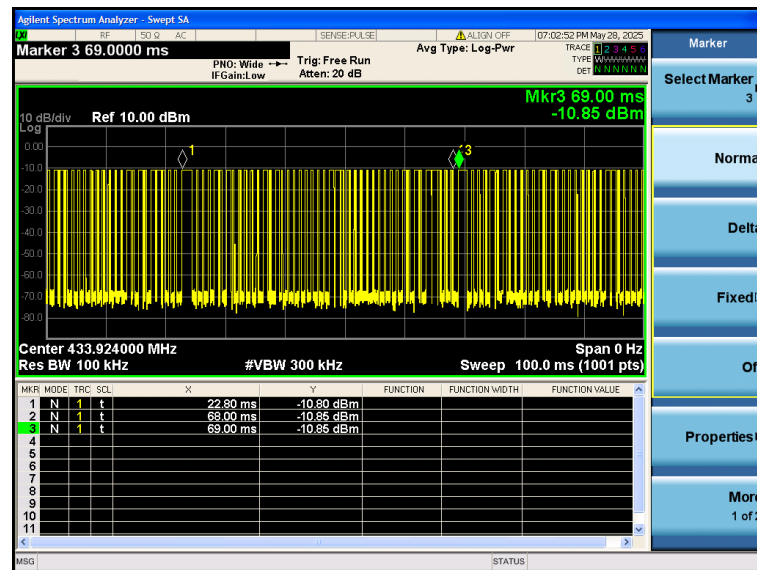 Agilent Spectrum Analyzer - Swept SA
LXI RF 50 Ω AC SENSE:PULSE ALIGN OFF 07:02:52 PM May 28, 2025
Marker 3 69.0000 ms
PNO: Wide Trig: Free Run Avg Type: Log-Pwr TRACE 1 2 3 4 5 6
IFGain:Low Atten: 20 dB TYPE
DET N N N N N N
Mkr3 69.00 ms
-10.85 dBm
10 dB/div Ref 10.00 dBm
Log
0.00
-10.0
-20.0
-30.0
-40.0
-50.0
-60.0
-70.0
-80.0
1
3
Center 433.924000 MHz Span 0 Hz
Res BW 100 kHz #VBW 300 kHz Sweep 100.0 ms (1001 pts)
MKR MODE TRC SCL X Y FUNCTION FUNCTION WIDTH FUNCTION VALUE
1 N 1 t 22.80 ms -10.80 dBm
2 N 1 t 68.00 ms -10.85 dBm
3 N 1 t 69.00 ms -10.85 dBm
4
5
6
7
8
9
10
11
MSG STATUS
Marker
Select Marker
3
Norma
Delta
Fixed
Of
Properties
More
1 of 2